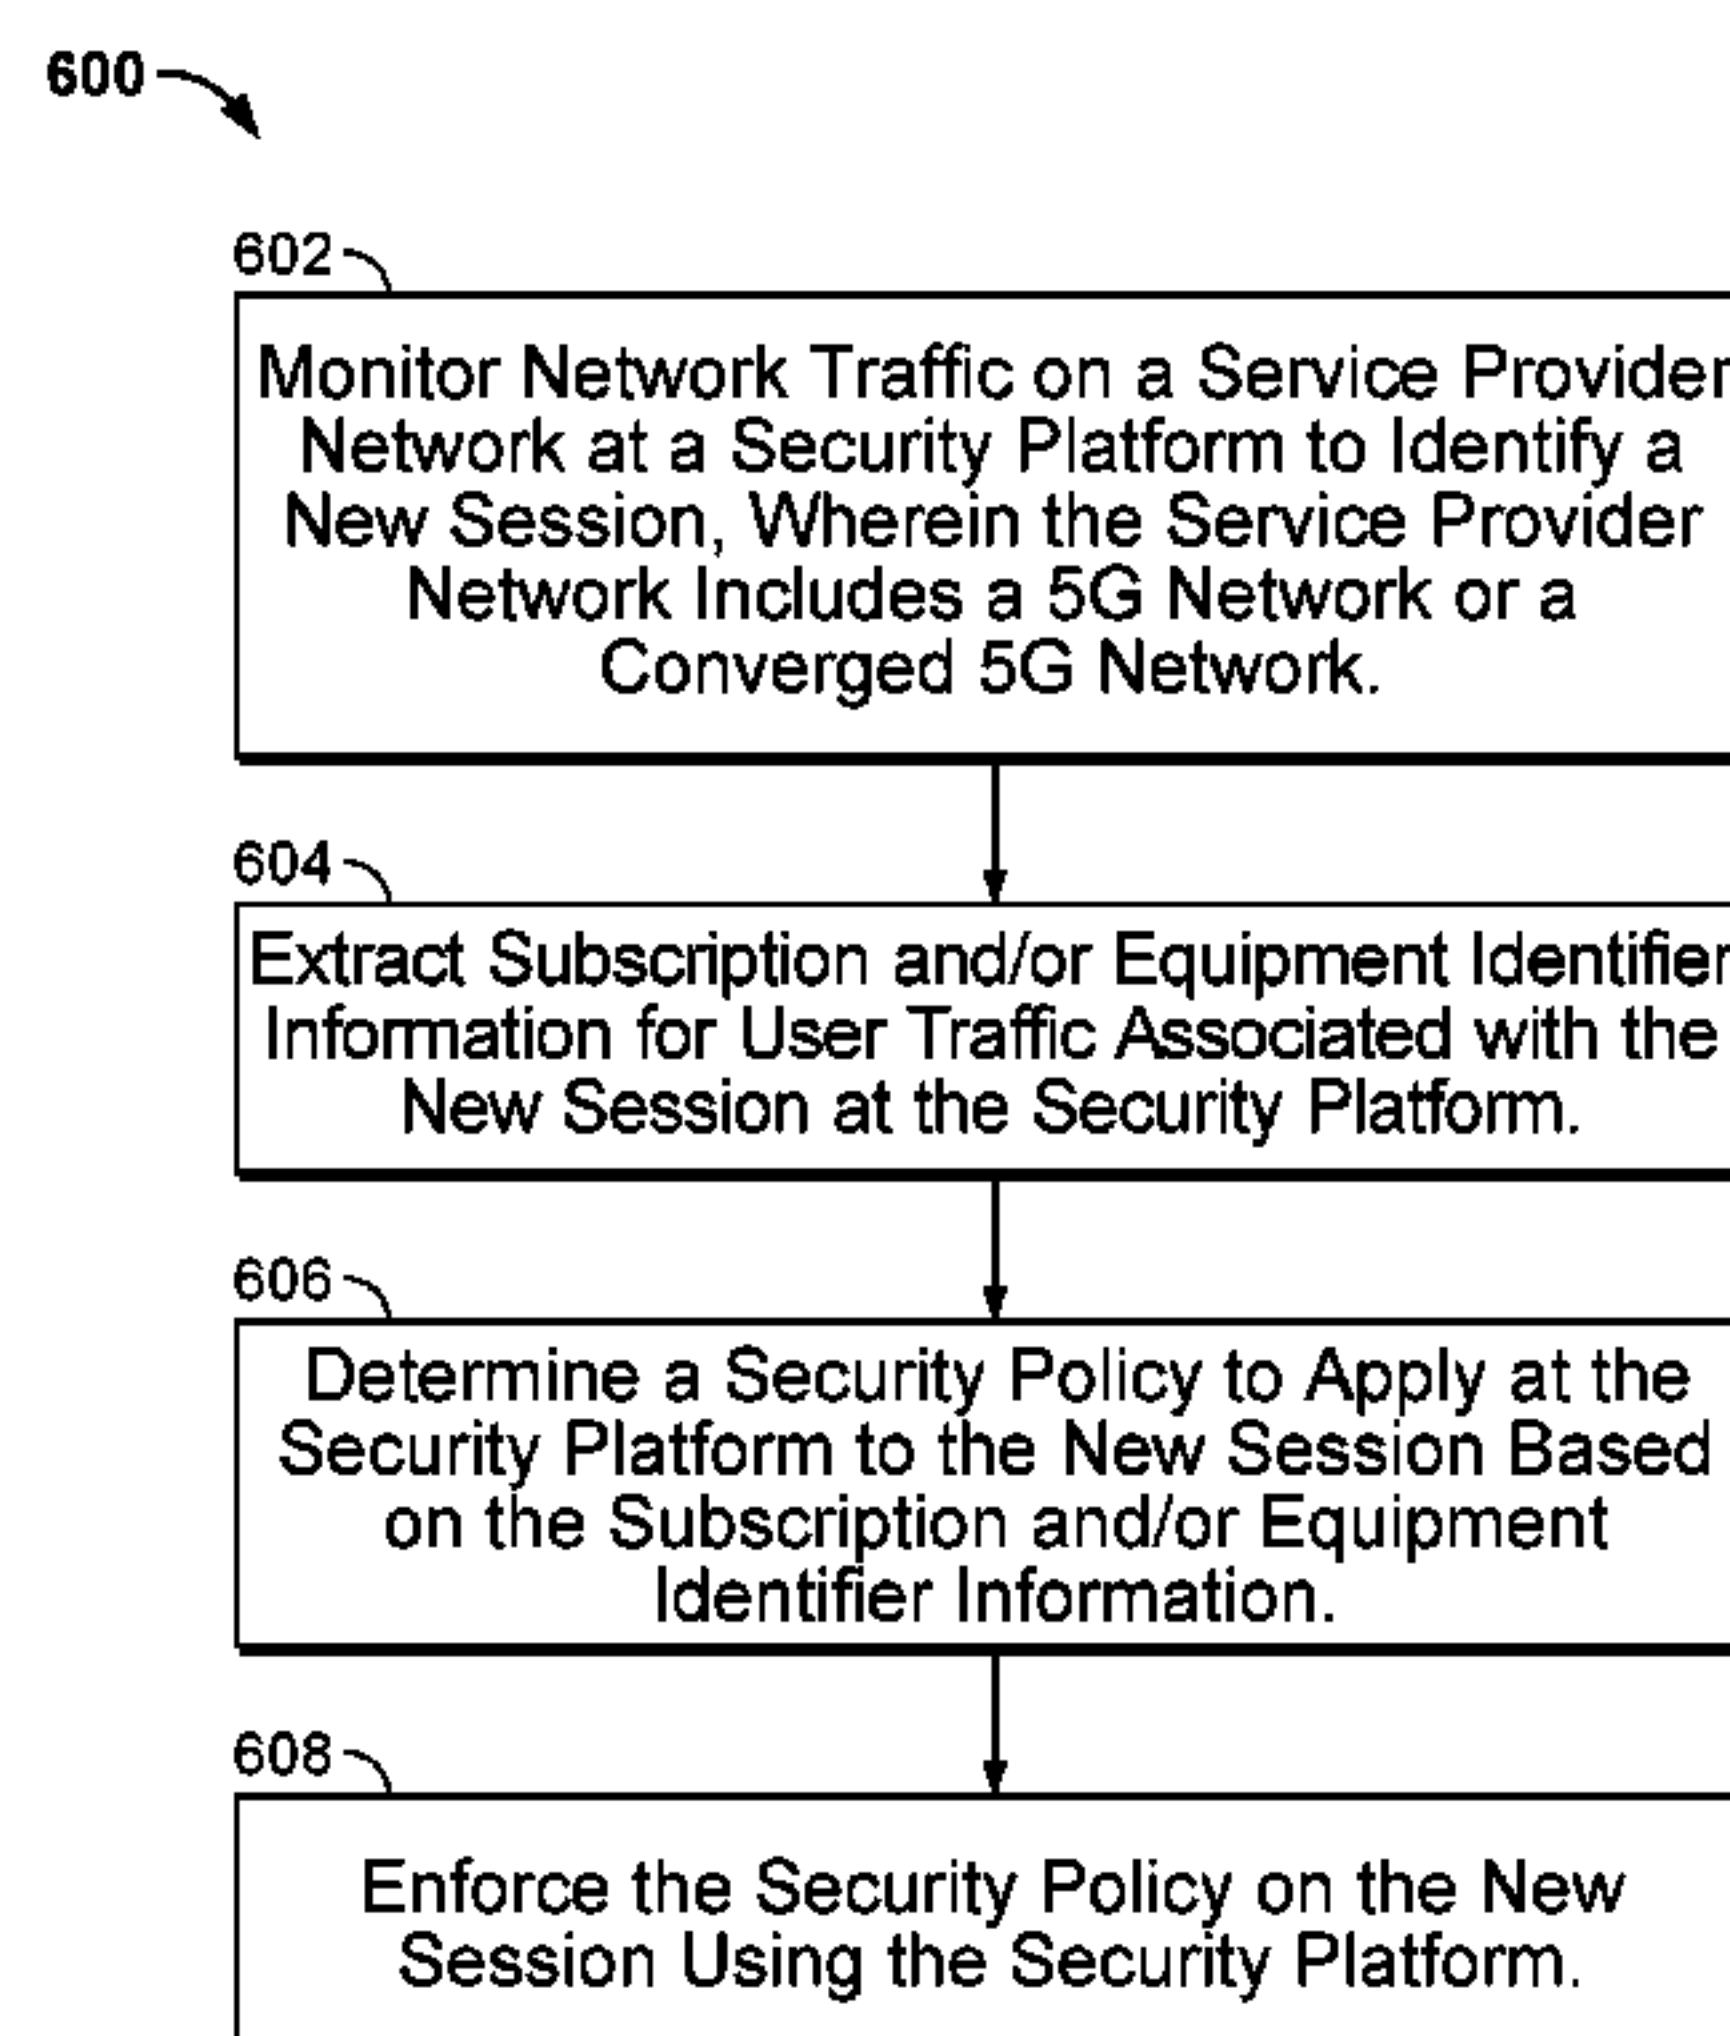 600
602
Monitor Network Traffic on a Service Provider
Network at a Security Platform to Identify a
New Session, Wherein the Service Provider
Network Includes a 5G Network or a
Converged 5G Network.
604
Extract Subscription and/or Equipment Identifier
Information for User Traffic Associated with the
New Session at the Security Platform.
606
Determine a Security Policy to Apply at the
Security Platform to the New Session Based
on the Subscription and/or Equipment
Identifier Information.
608
Enforce the Security Policy on the New
Session Using the Security Platform.